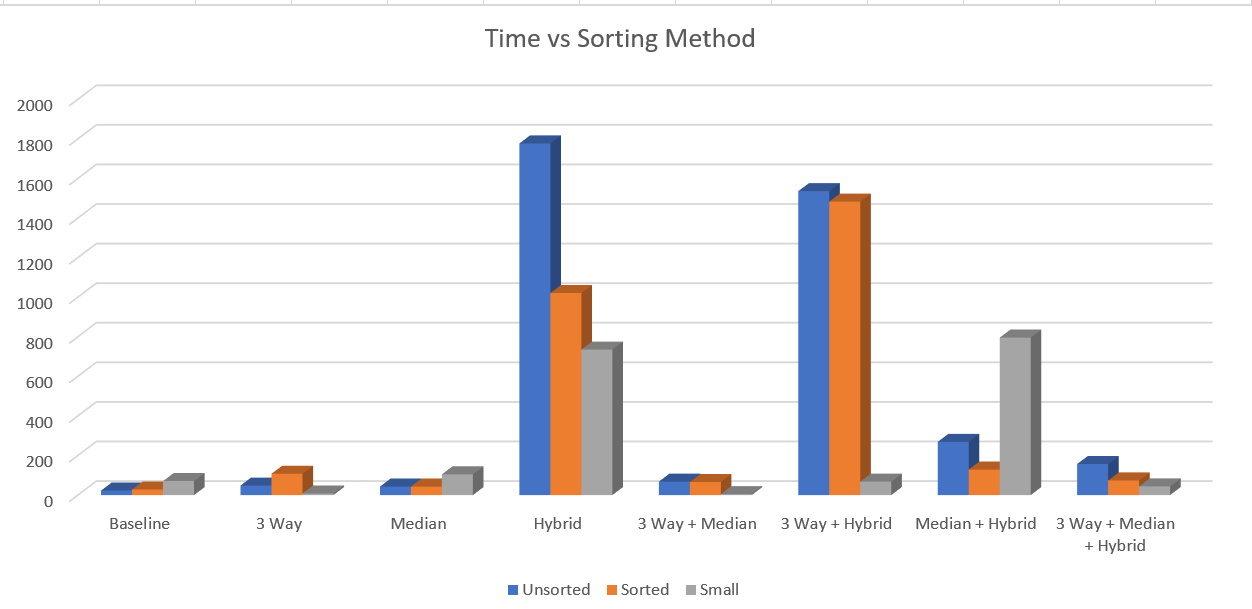 Time vs Sorting Method
2000
1800
1600
1400
1200
1000
800
600
400
200
0
Baseline
3 Way
Median
Hybrid
3 Way + Median
3 Way + Hybrid
Median + Hybrid
3 Way + Median
+ Hybrid
Unsorted
Sorted
Small